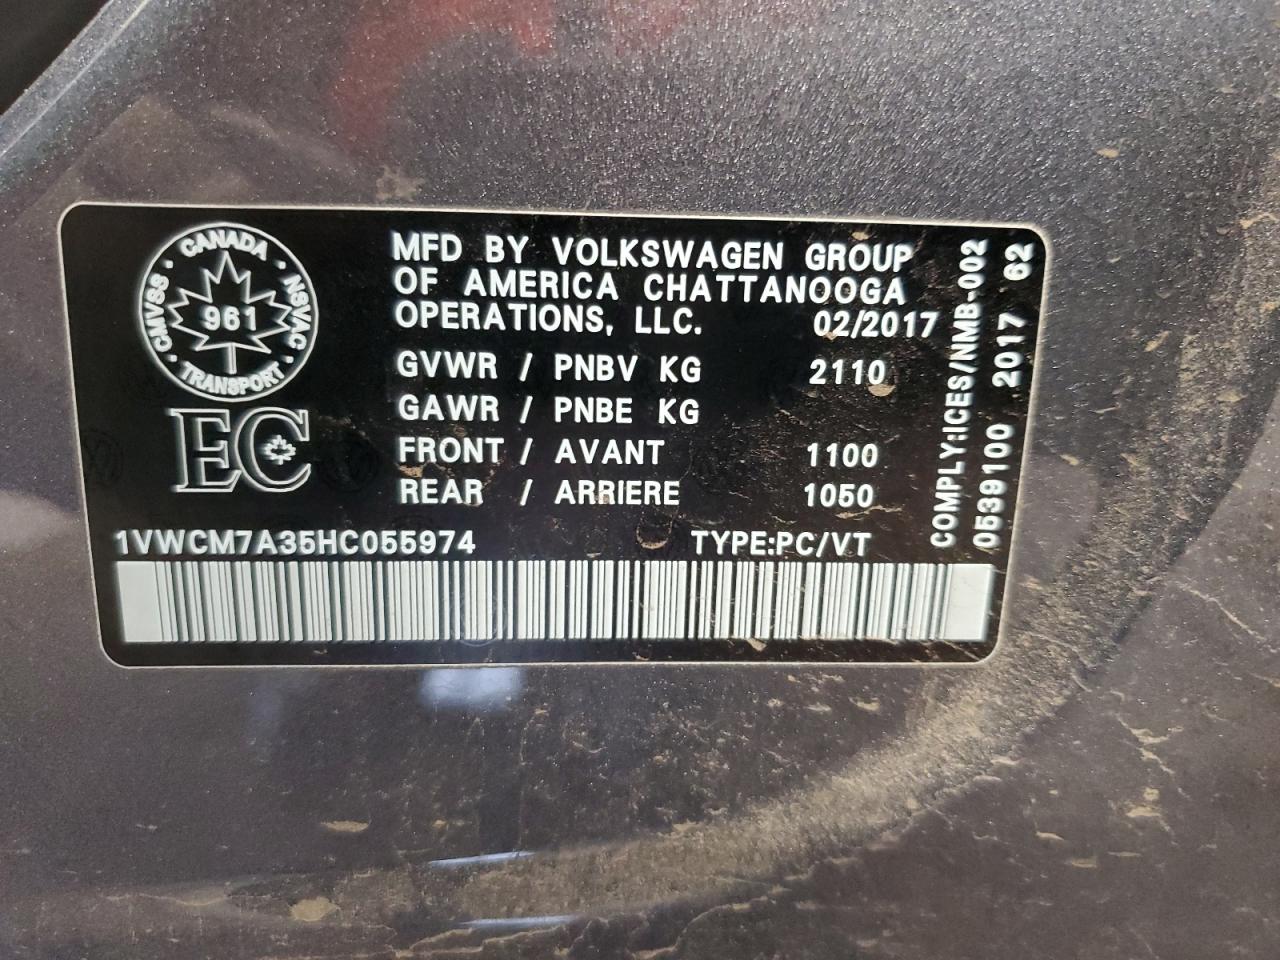 CANADA
CMVSS · NSVAC
961
TRANSPORT
EC
MFD BY VOLKSWAGEN GROUP
OF AMERICA CHATTANOOGA
OPERATIONS, LLC. 02/2017
GVWR / PNBV KG 2110
GAWR / PNBE KG
FRONT / AVANT 1100
REAR / ARRIERE 1050
1VWCM7A35HC055974 TYPE:PC/VT
COMPLY:ICES/NMB-002
0539100 2017 62